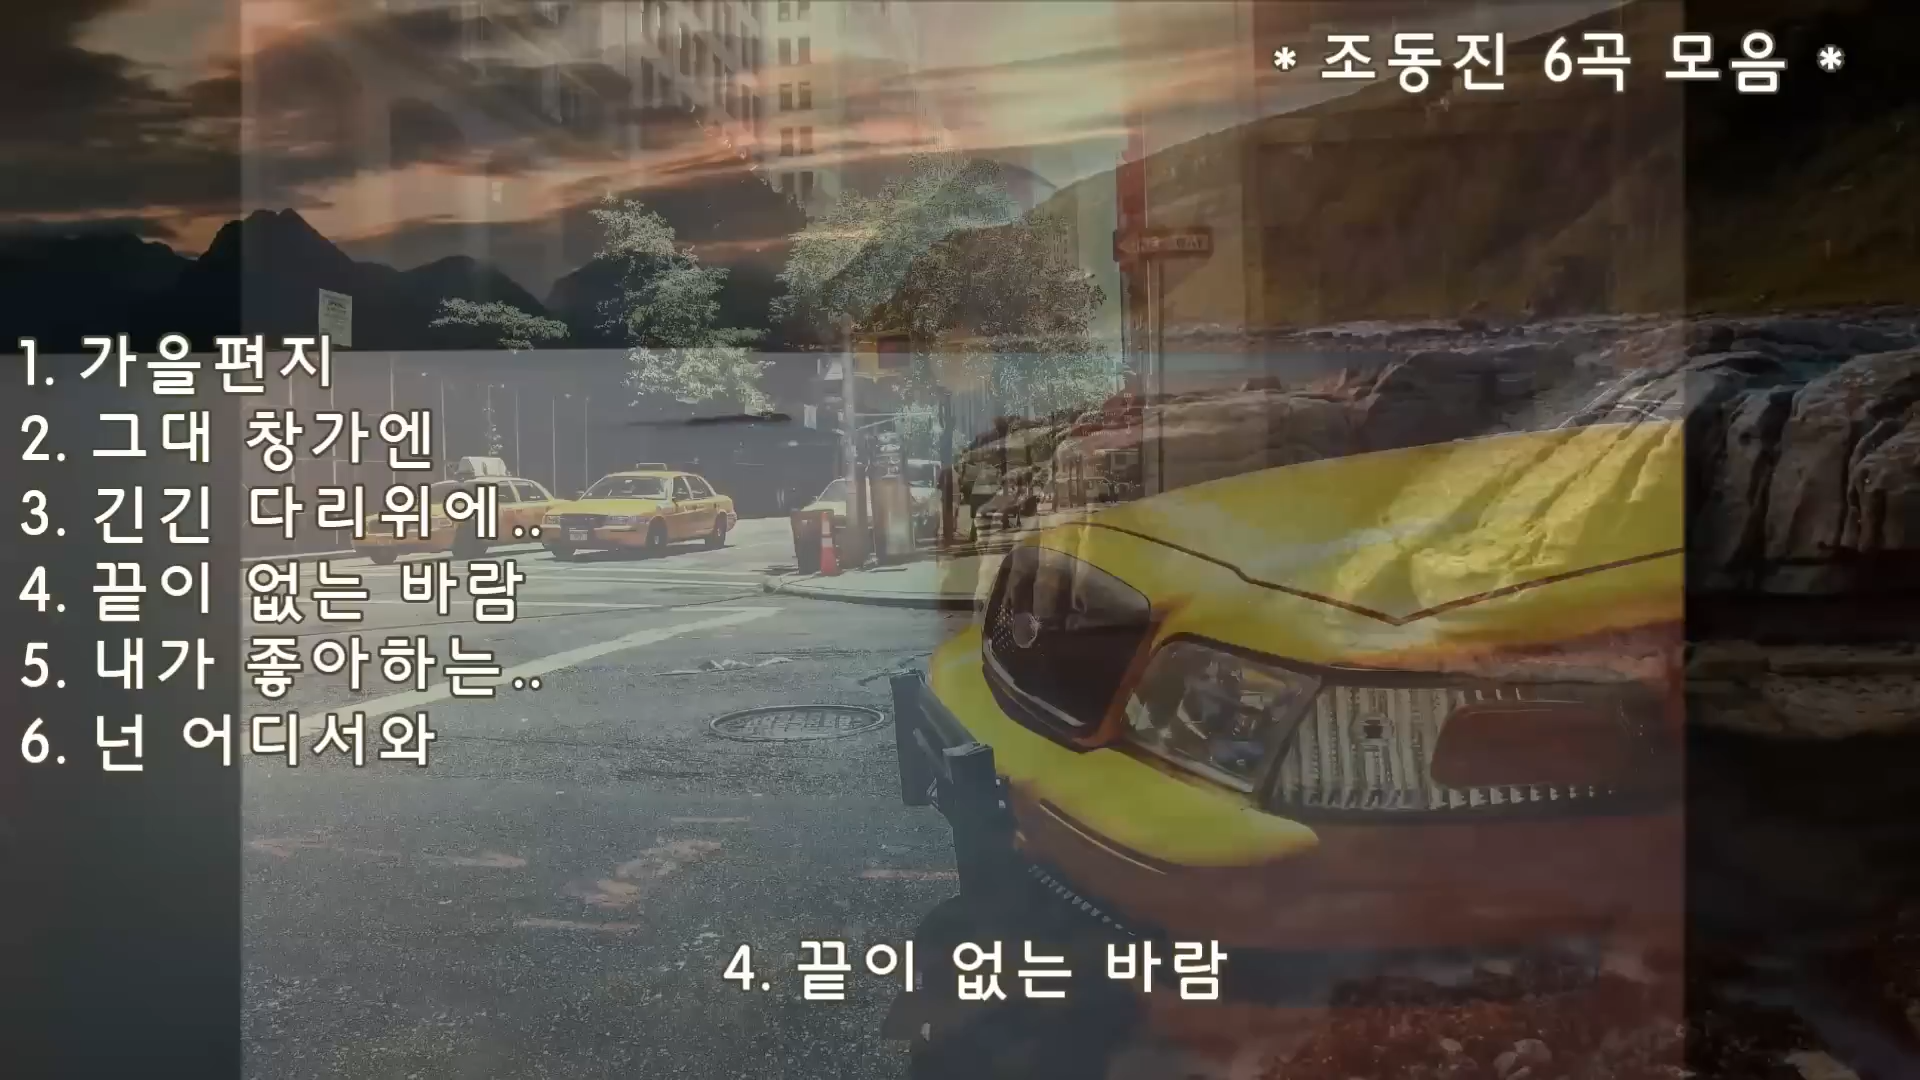 * 조동진 6곡 모음 *
1. 가을편지
2. 그대 창가엔
3. 긴긴 다리위에..
4. 끝이 없는 바람
5. 내가 좋아하는..
6. 넌 어디서와
4. 끝이 없는 바람